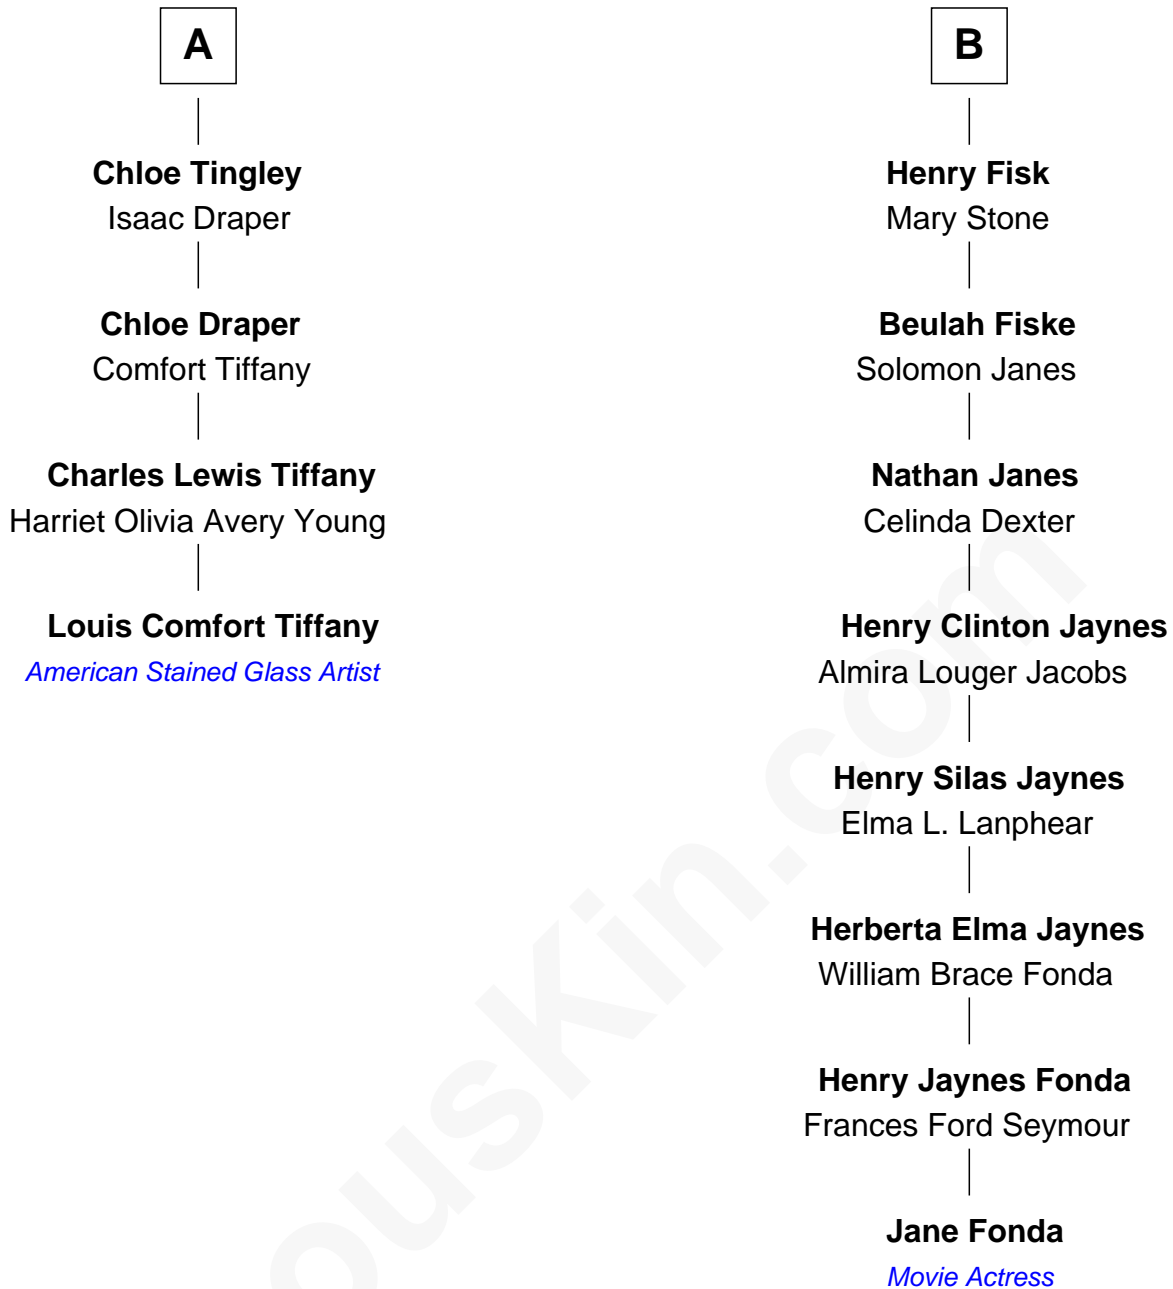 A
Chloe Tingley
Isaac Draper
Chloe Draper
Comfort Tiffany
Charles Lewis Tiffany
Harriet Olivia Avery Young
Louis Comfort Tiffany
American Stained Glass Artist
B
Henry Fisk
Mary Stone
Beulah Fiske
Solomon Janes
Nathan Janes
Celinda Dexter
Henry Clinton Jaynes
Almira Louger Jacobs
Henry Silas Jaynes
Elma L. Lanphear
Herberta Elma Jaynes
William Brace Fonda
Henry Jaynes Fonda
Frances Ford Seymour
Jane Fonda
Movie Actress
ousKin.com